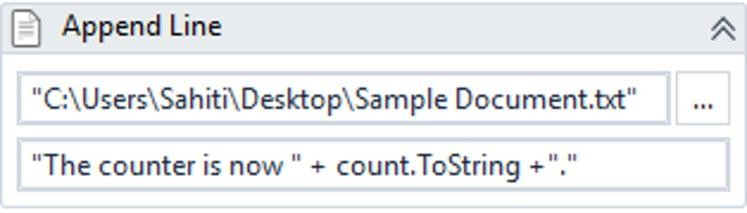 Append Line
"C:\Users\Sahiti\Desktop\Sample Document.txt"
...
"The counter is now " + count.ToString +"."